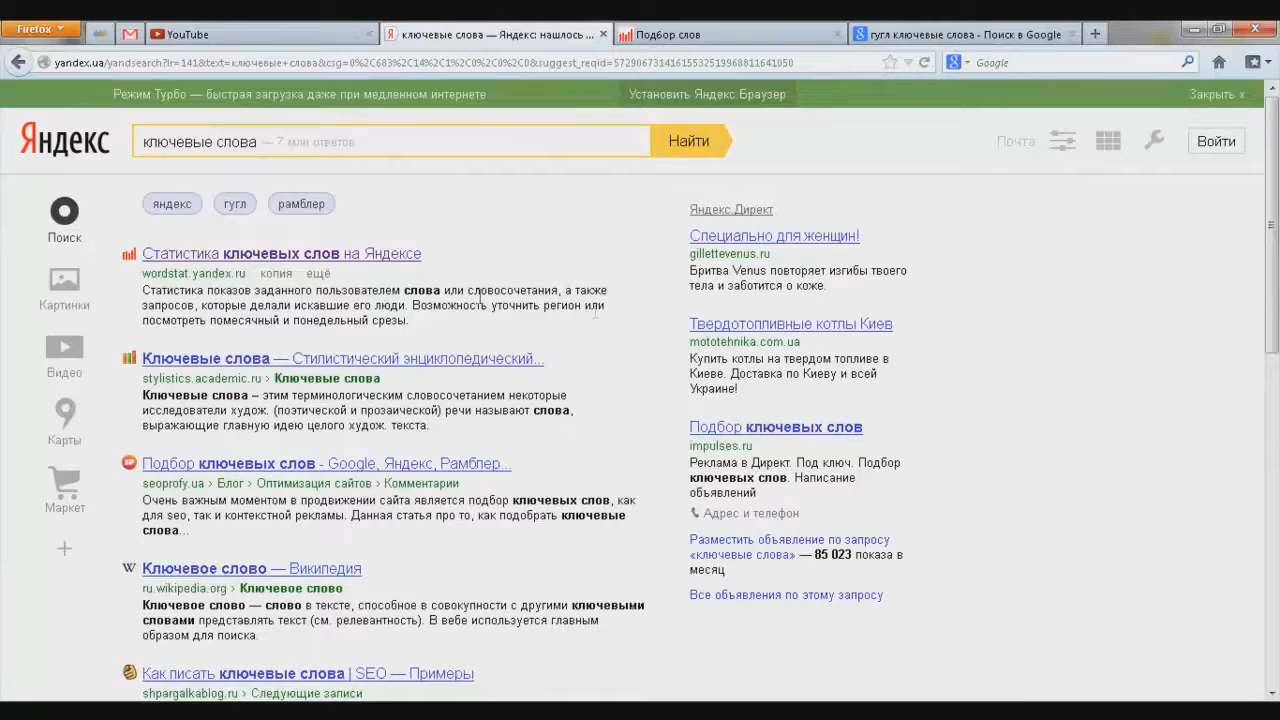 Firefox
YouTube
ключевые слова — Яндекс: нашлось ...
Подбор слов
гугл ключевые слова - Поиск в Google
yandex.ua/yandsearch?lr=141&text=ключевые+слова&csg=0%2C683%2C14%2C1%2C0%2C0%2C0&suggest_reqid=572906731416155325199688116410​50
Google
Режим Турбо — быстрая загрузка даже при медленном интернете
Установить Яндекс.Браузер
Закрыть ×
Яндекс
ключевые слова — 7 млн ответов
Найти
Почта
Войти
яндекс
гугл
рамблер
Поиск
Картинки
Видео
Карты
Маркет
Статистика ключевых слов на Яндексе
wordstat.yandex.ru копия ещё
Статистика показов заданного пользователем слова или словосочетания, а также
запросов, которые делали искавшие его люди. Возможность уточнить регион или
посмотреть помесячный и понедельный срезы.
Ключевые слова — Стилистический энциклопедический...
stylistics.academic.ru › Ключевые слова
Ключевые слова – этим терминологическим словосочетанием некоторые
исследователи худож. (поэтической и прозаической) речи называют слова,
выражающие главную идею целого худож. текста.
Подбор ключевых слов - Google, Яндекс, Рамблер...
seoprofy.ua › Блог › Оптимизация сайтов › Комментарии
Очень важным моментом в продвижении сайта является подбор ключевых слов, как
для seo, так и контекстной рекламы. Данная статья про то, как подобрать ключевые
слова...
Ключевое слово — Википедия
ru.wikipedia.org › Ключевое слово
Ключевое слово — слово в тексте, способное в совокупности с другими ключевыми
словами представлять текст (см. релевантность). В вебе используется главным
образом для поиска.
Как писать ключевые слова | SEO — Примеры
shpargalkablog.ru › Следующие записи
Яндекс.Директ
Специально для женщин!
gillettevenus.ru
Бритва Venus повторяет изгибы твоего
тела и заботится о коже.
Твердотопливные котлы Киев
mototehnika.com.ua
Купить котлы на твердом топливе в
Киеве. Доставка по Киеву и всей
Украине!
Подбор ключевых слов
impulses.ru
Реклама в Директ. Под ключ. Подбор
ключевых слов. Написание
объявлений
Адрес и телефон
Разместить объявление по запросу
«ключевые слова» — 85 023 показа в
месяц
Все объявления по этому запросу